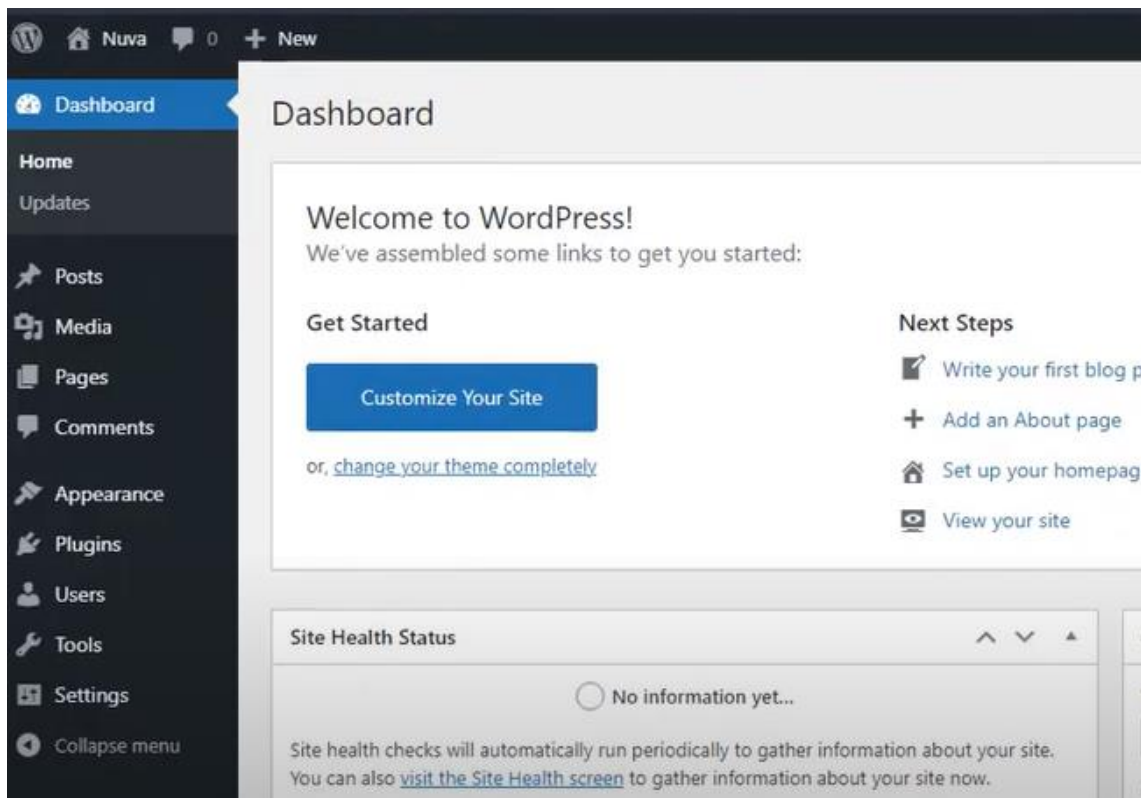 Nuva 0 New
Dashboard
Home
Updates
Posts
Media
Pages
Comments
Appearance
Plugins
Users
Tools
Settings
Collapse menu
Dashboard
Welcome to WordPress!
We've assembled some links to get you started:
Get Started
Customize Your Site
or, change your theme completely
Next Steps
Write your first blog p
Add an About page
Set up your homepag
View your site
Site Health Status
No information yet...
Site health checks will automatically run periodically to gather information about your site.
You can also visit the Site Health screen to gather information about your site now.